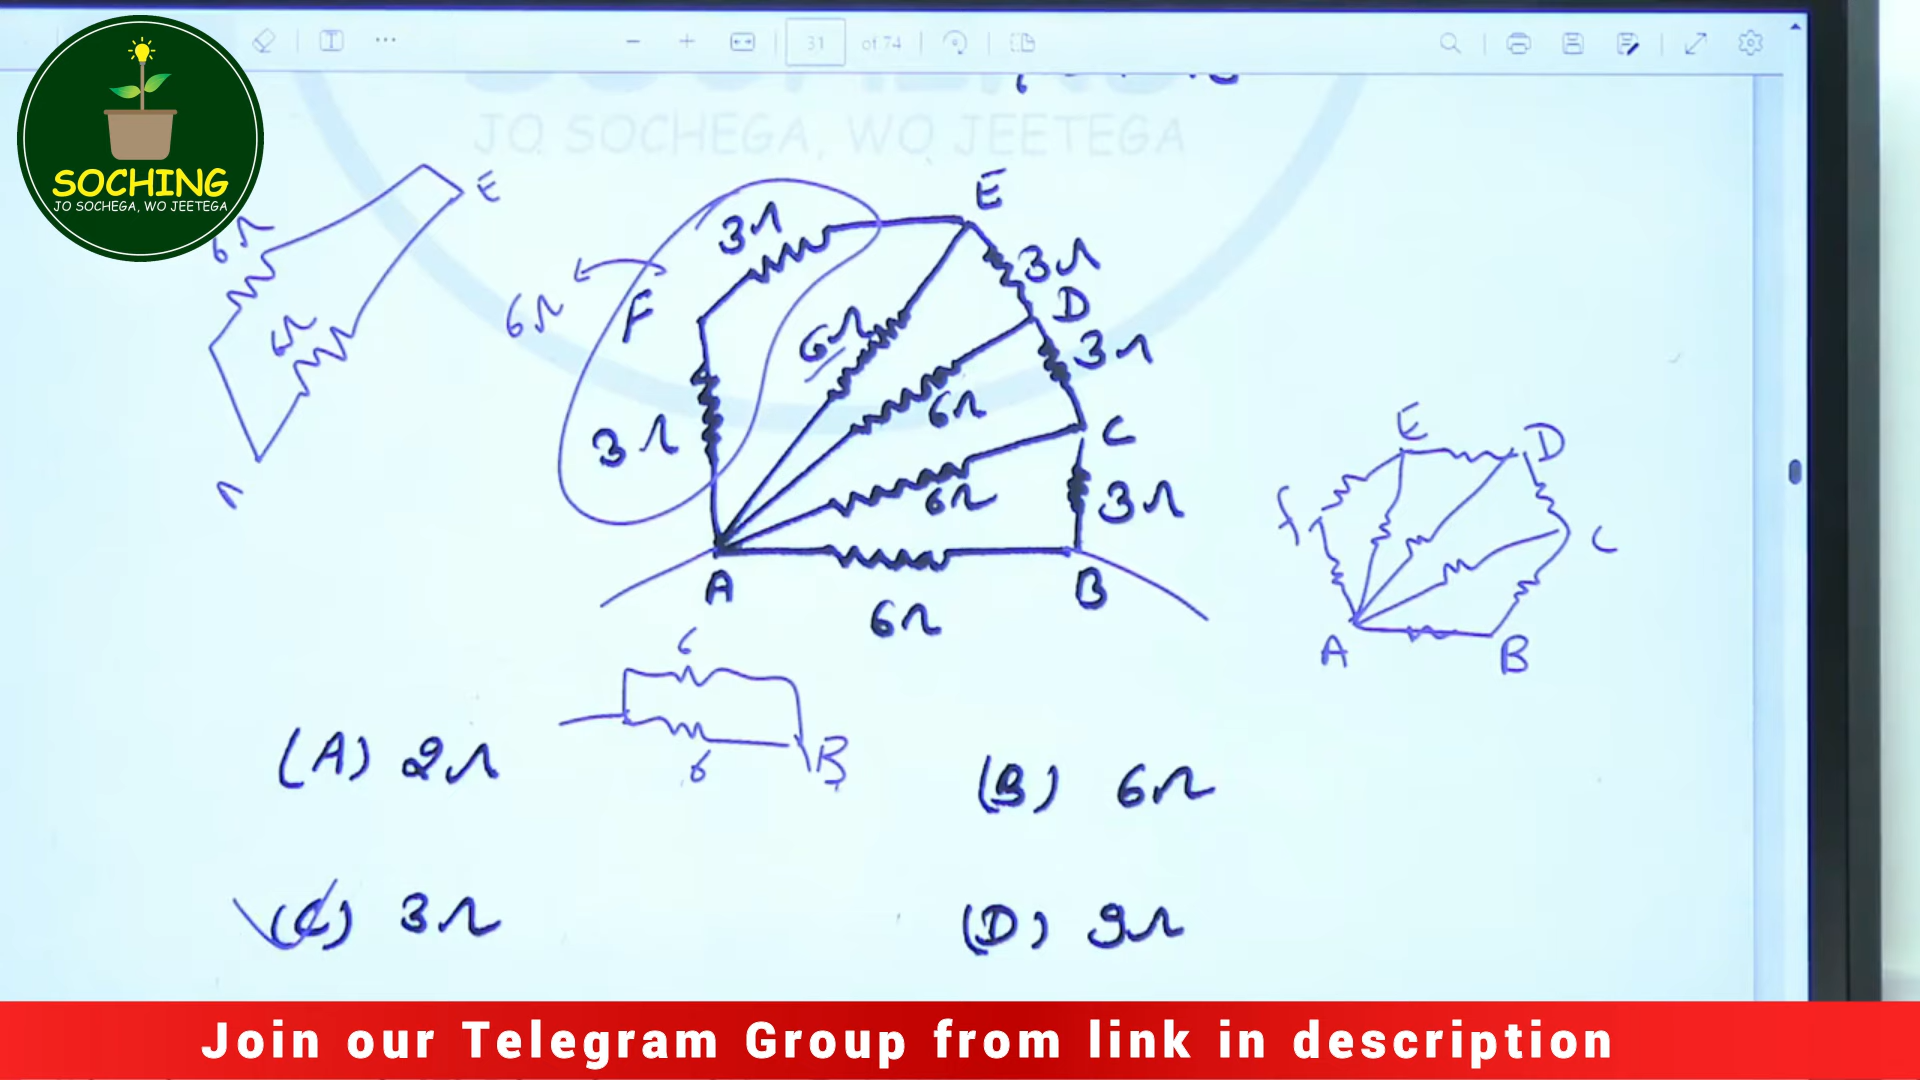 31 of 74
JO SOCHEGA, WO JEETEGA
SOCHING
JO SOCHEGA, WO JEETEGA
E
6Ω
6Ω
A
E
3Ω
3Ω
D
F
6Ω
6Ω
3Ω
6Ω
C
3Ω
6Ω
3Ω
A
B
6Ω
E
D
F
C
A
B
6
6
B
(A) 2Ω
(B) 6Ω
(C) 3Ω
(D) 9Ω
Join our Telegram Group from link in description